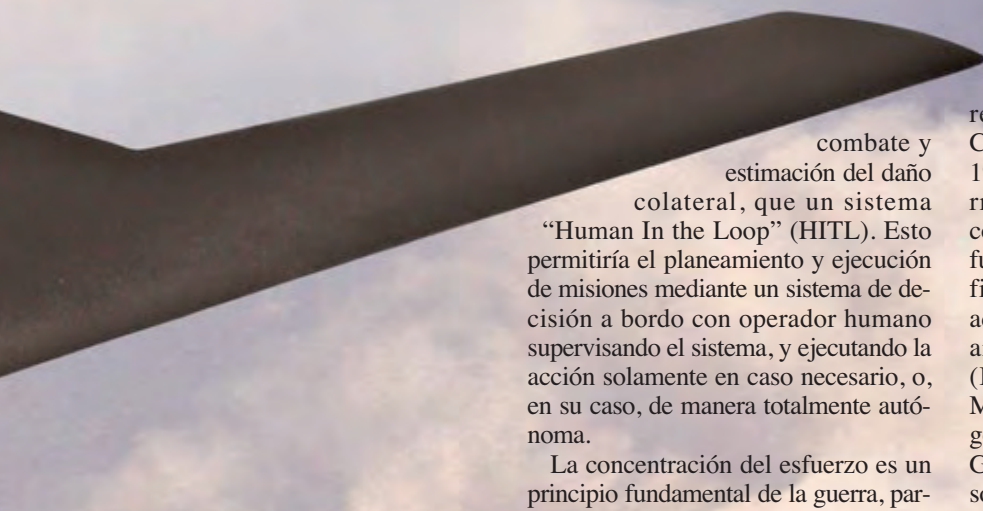 combate y
estimación del daño
colateral, que un sistema
“Human In the Loop” (HITL). Esto
permitiría el planeamiento y ejecución
de misiones mediante un sistema de de-
cisión a bordo con operador humano
supervisando el sistema, y ejecutando la
acción solamente en caso necesario, o,
en su caso, de manera totalmente autó-
noma.
La concentración del esfuerzo es un
principio fundamental de la guerra, par-